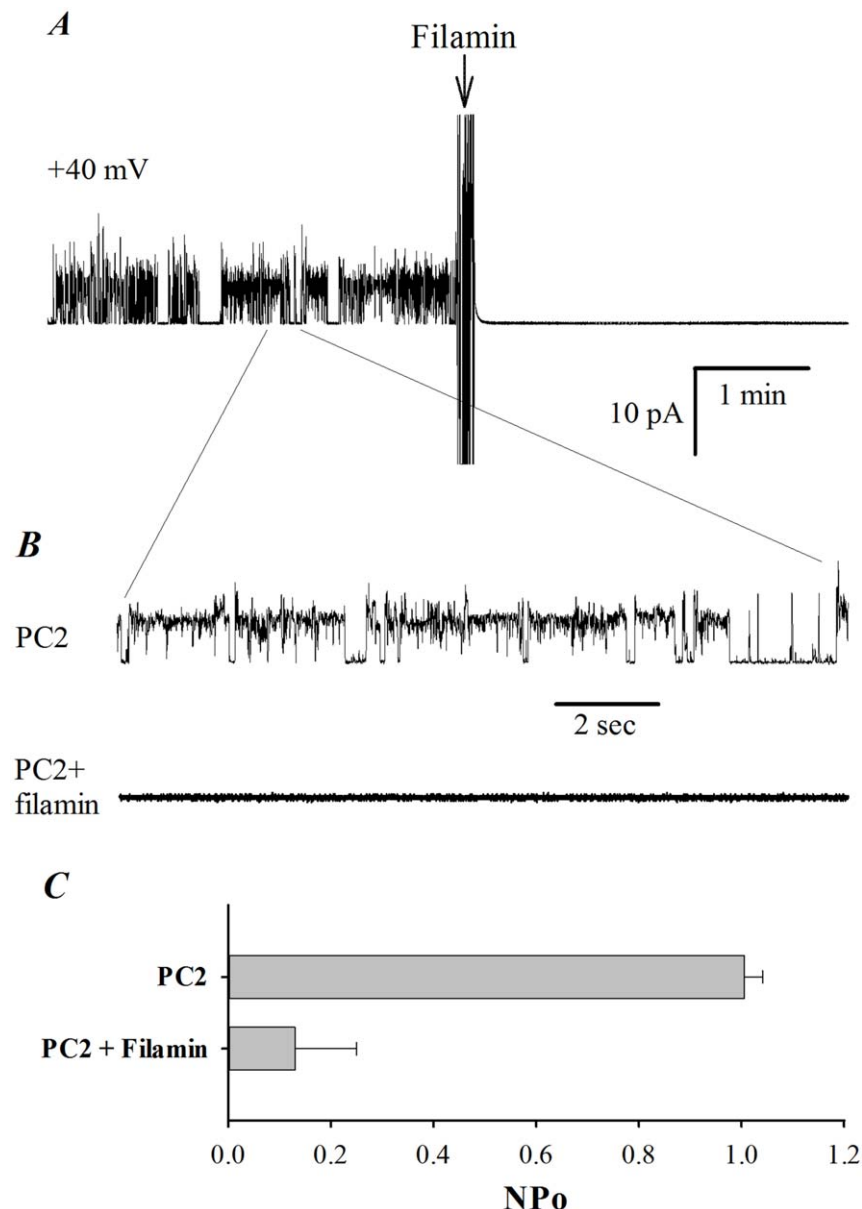 A
Filamin
+40 mV
10 pA
1 min
B
PC2
2 sec
PC2+
filamin
C
PC2
PC2 + Filamin
0.0 0.2 0.4 0.6 0.8 1.0 1.2
NPo